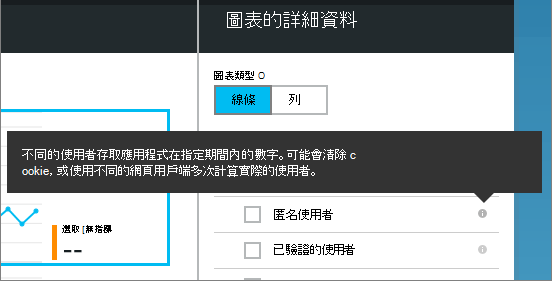 圖表的詳細資料
圖表類型 O
線條
列
不同的使用者存取應用程式在指定期間內的數字。可能會清除 c
ookie, 或使用不同的網頁用戶端多次計算實際的使用者。
匿名使用者
選取 [無指標
--
已驗證的使用者